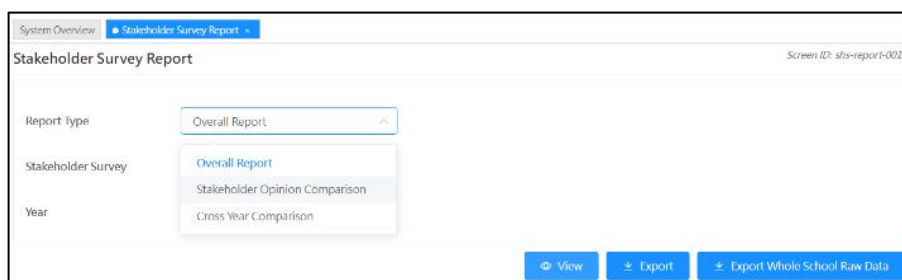 System Overview Stakeholder Survey Report ×
Stakeholder Survey Report Screen ID: shs-report-001
Report Type Overall Report
Stakeholder Survey Overall Report
Stakeholder Opinion Comparison
Year Cross Year Comparison
View Export Export Whole School Raw Data